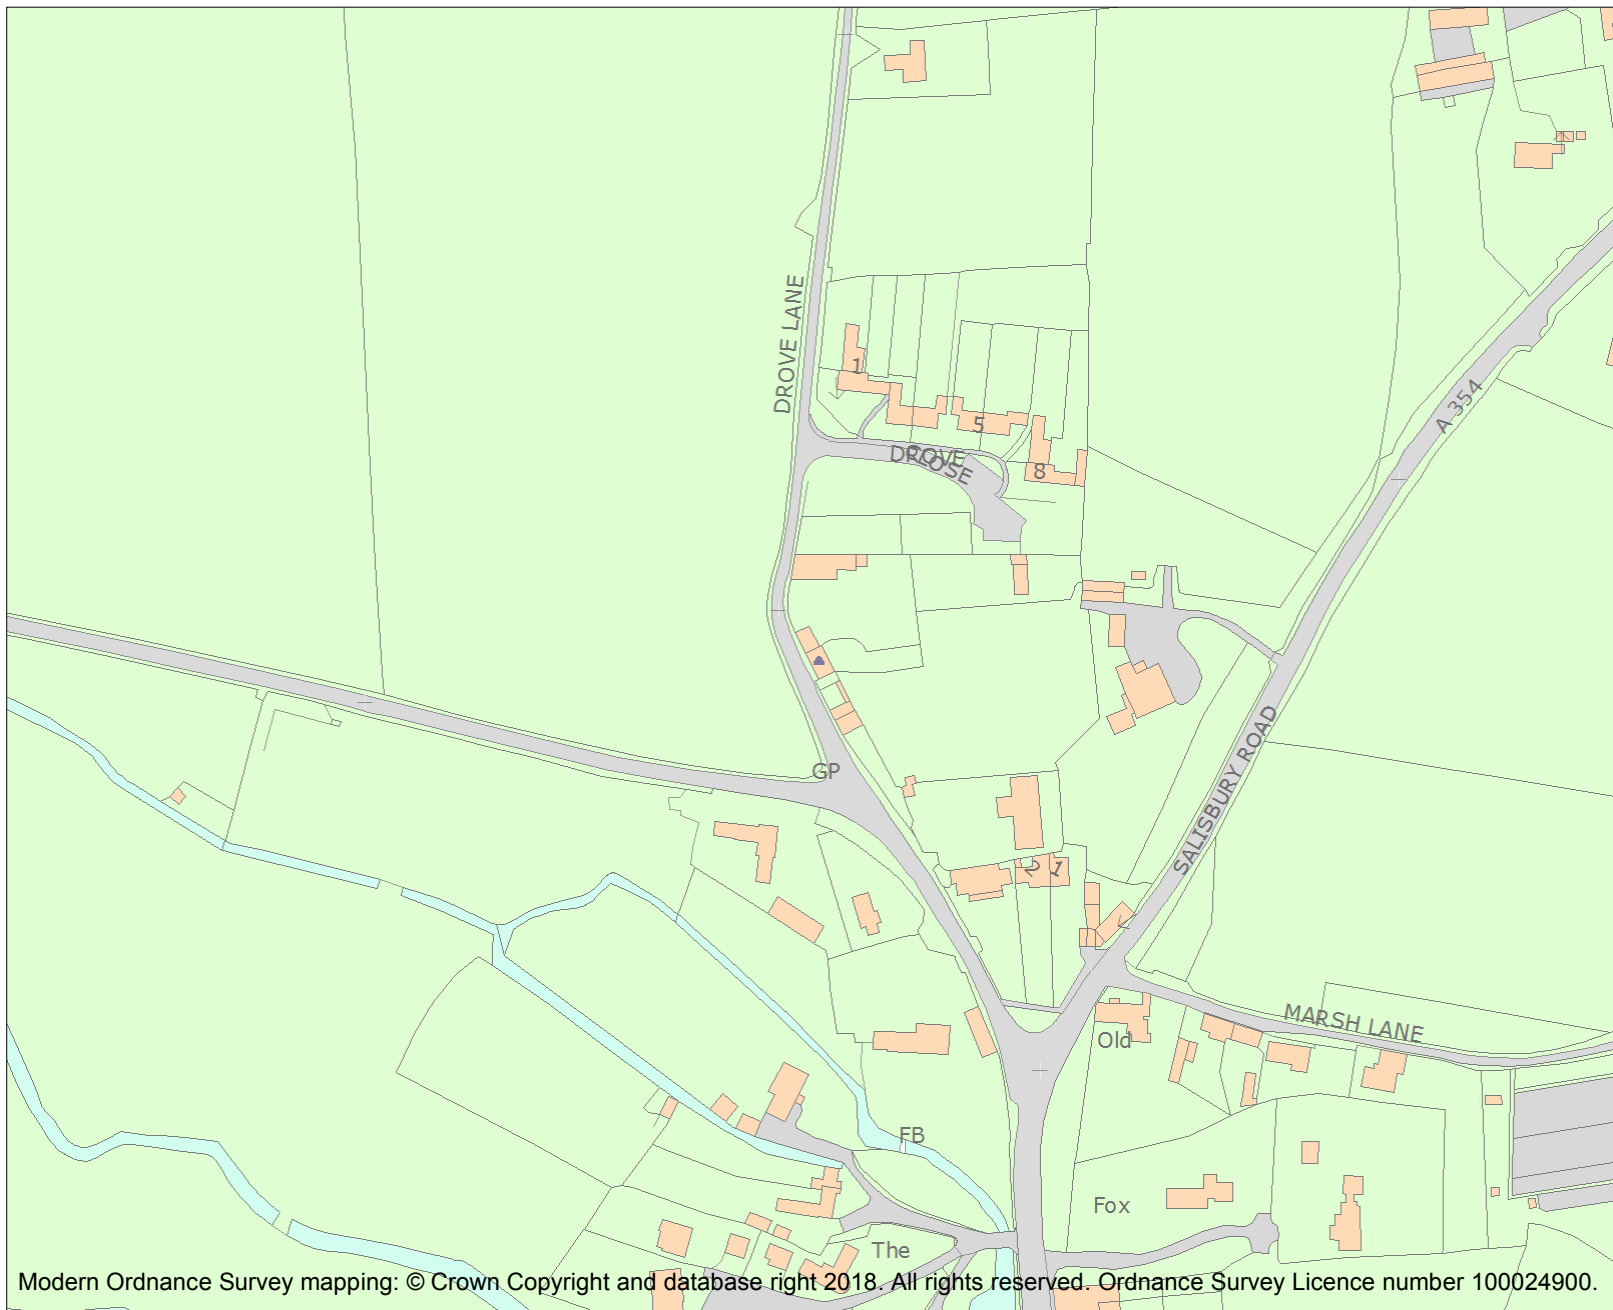 DROVE LANE
1
5
DROVE
CLOSE
8
A 354
SALISBURY ROAD
GP
2
1
MARSH LANE
Old
FB
Fox
The
Modern Ordnance Survey mapping: © Crown Copyright and database right 2018. All rights reserved. Ordnance Survey Licence number 100024900.